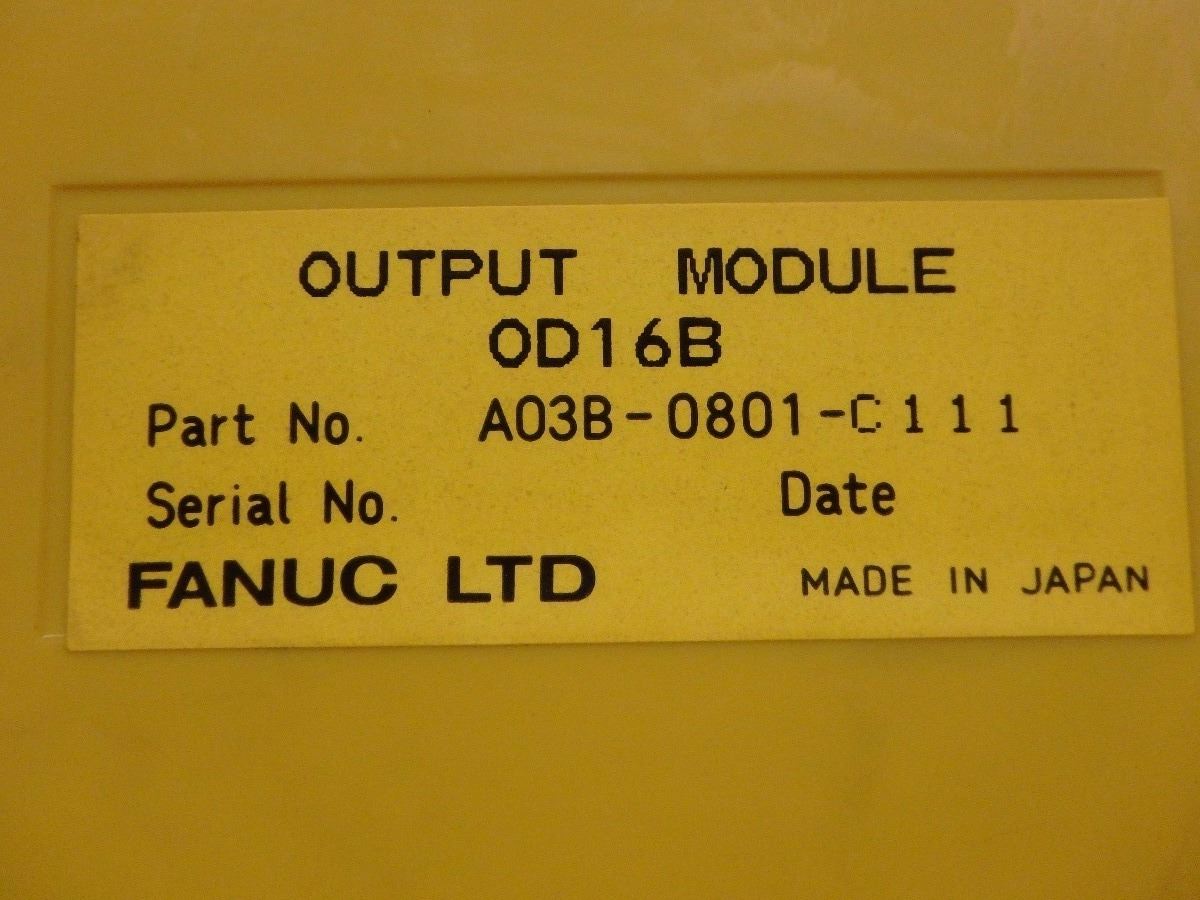 OUTPUT MODULE
OD16B
Part No. A03B-0801-C111
Serial No. Date
FANUC LTD MADE IN JAPAN